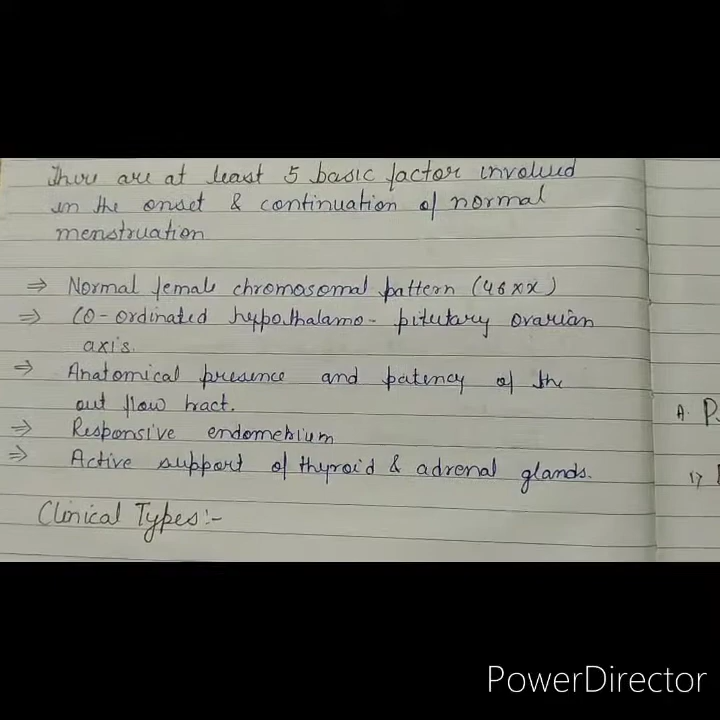 There are at least 5 basic factor involved
in the onset & continuation of normal
menstruation
⇒ Normal female chromosomal pattern (46xx)
⇒ CO-ordinated hypothalamo- pitutary ovarian
axis.
⇒ Anatomical presence and patency of the
out flow tract.
⇒ Responsive endometrium
⇒ Active support of thyroid & adrenal glands.
Clinical Types:-
A. P
1)
PowerDirector